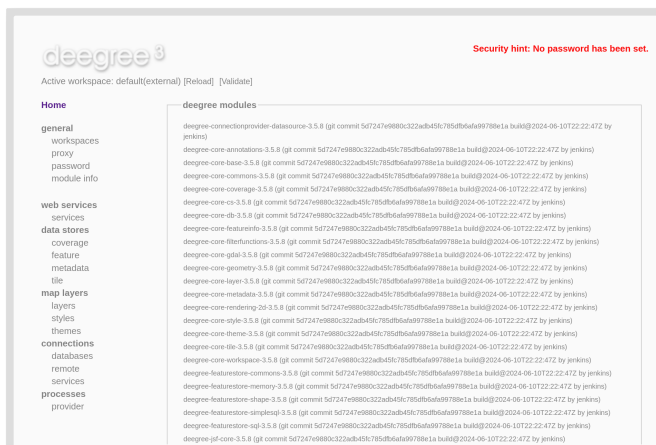 deegree 3
Security hint: No password has been set.
Active workspace: default(external) [Reload] [Validate]
Home
general
workspaces
proxy
password
module info
web services
services
data stores
coverage
feature
metadata
tile
map layers
layers
styles
themes
connections
databases
remote
services
processes
provider
deegree modules
deegree-connectionprovider-datasource-3.5.8 (git commit 5d7247e9880c322adb45fc785dfb6afa99788e1a build@2024-06-10T22:22:47Z by
jenkins)
deegree-core-annotations-3.5.8 (git commit 5d7247e9880c322adb45fc785dfb6afa99788e1a build@2024-06-10T22:22:47Z by jenkins)
deegree-core-base-3.5.8 (git commit 5d7247e9880c322adb45fc785dfb6afa99788e1a build@2024-06-10T22:22:47Z by jenkins)
deegree-core-commons-3.5.8 (git commit 5d7247e9880c322adb45fc785dfb6afa99788e1a build@2024-06-10T22:22:47Z by jenkins)
deegree-core-coverage-3.5.8 (git commit 5d7247e9880c322adb45fc785dfb6afa99788e1a build@2024-06-10T22:22:47Z by jenkins)
deegree-core-cs-3.5.8 (git commit 5d7247e9880c322adb45fc785dfb6afa99788e1a build@2024-06-10T22:22:47Z by jenkins)
deegree-core-db-3.5.8 (git commit 5d7247e9880c322adb45fc785dfb6afa99788e1a build@2024-06-10T22:22:47Z by jenkins)
deegree-core-featureinfo-3.5.8 (git commit 5d7247e9880c322adb45fc785dfb6afa99788e1a build@2024-06-10T22:22:47Z by jenkins)
deegree-core-filterfunctions-3.5.8 (git commit 5d7247e9880c322adb45fc785dfb6afa99788e1a build@2024-06-10T22:22:47Z by jenkins)
deegree-core-gdal-3.5.8 (git commit 5d7247e9880c322adb45fc785dfb6afa99788e1a build@2024-06-10T22:22:47Z by jenkins)
deegree-core-geometry-3.5.8 (git commit 5d7247e9880c322adb45fc785dfb6afa99788e1a build@2024-06-10T22:22:47Z by jenkins)
deegree-core-layer-3.5.8 (git commit 5d7247e9880c322adb45fc785dfb6afa99788e1a build@2024-06-10T22:22:47Z by jenkins)
deegree-core-metadata-3.5.8 (git commit 5d7247e9880c322adb45fc785dfb6afa99788e1a build@2024-06-10T22:22:47Z by jenkins)
deegree-core-rendering-2d-3.5.8 (git commit 5d7247e9880c322adb45fc785dfb6afa99788e1a build@2024-06-10T22:22:47Z by jenkins)
deegree-core-style-3.5.8 (git commit 5d7247e9880c322adb45fc785dfb6afa99788e1a build@2024-06-10T22:22:47Z by jenkins)
deegree-core-theme-3.5.8 (git commit 5d7247e9880c322adb45fc785dfb6afa99788e1a build@2024-06-10T22:22:47Z by jenkins)
deegree-core-tile-3.5.8 (git commit 5d7247e9880c322adb45fc785dfb6afa99788e1a build@2024-06-10T22:22:47Z by jenkins)
deegree-core-workspace-3.5.8 (git commit 5d7247e9880c322adb45fc785dfb6afa99788e1a build@2024-06-10T22:22:47Z by jenkins)
deegree-featurestore-commons-3.5.8 (git commit 5d7247e9880c322adb45fc785dfb6afa99788e1a build@2024-06-10T22:22:47Z by jenkins)
deegree-featurestore-memory-3.5.8 (git commit 5d7247e9880c322adb45fc785dfb6afa99788e1a build@2024-06-10T22:22:47Z by jenkins)
deegree-featurestore-shape-3.5.8 (git commit 5d7247e9880c322adb45fc785dfb6afa99788e1a build@2024-06-10T22:22:47Z by jenkins)
deegree-featurestore-simplesql-3.5.8 (git commit 5d7247e9880c322adb45fc785dfb6afa99788e1a build@2024-06-10T22:22:47Z by jenkins)
deegree-featurestore-sql-3.5.8 (git commit 5d7247e9880c322adb45fc785dfb6afa99788e1a build@2024-06-10T22:22:47Z by jenkins)
deegree-jsf-core-3.5.8 (git commit 5d7247e9880c322adb45fc785dfb6afa99788e1a build@2024-06-10T22:22:47Z by jenkins)